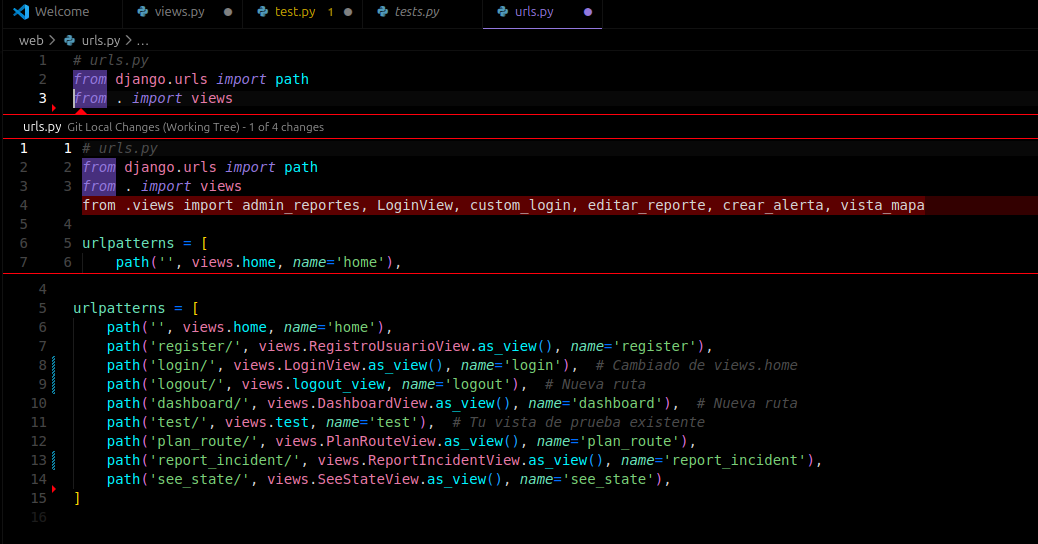 Welcome views.py test.py 1 tests.py urls.py
web > urls.py > ...
1 # urls.py
2 from django.urls import path
3 from . import views
urls.py Git Local Changes (Working Tree) - 1 of 4 changes
1 1 # urls.py
2 2 from django.urls import path
3 3 from . import views
4 from .views import admin_reportes, LoginView, custom_login, editar_reporte, crear_alerta, vista_mapa
5 4
6 5 urlpatterns = [
7 6 path('', views.home, name='home'),
4
5 urlpatterns = [
6 path('', views.home, name='home'),
7 path('register/', views.RegistroUsuarioView.as_view(), name='register'),
8 path('login/', views.LoginView.as_view(), name='login'), # Cambiado de views.home
9 path('logout/', views.logout_view, name='logout'), # Nueva ruta
10 path('dashboard/', views.DashboardView.as_view(), name='dashboard'), # Nueva ruta
11 path('test/', views.test, name='test'), # Tu vista de prueba existente
12 path('plan_route/', views.PlanRouteView.as_view(), name='plan_route'),
13 path('report_incident/', views.ReportIncidentView.as_view(), name='report_incident'),
14 path('see_state/', views.SeeStateView.as_view(), name='see_state'),
15 ]
16